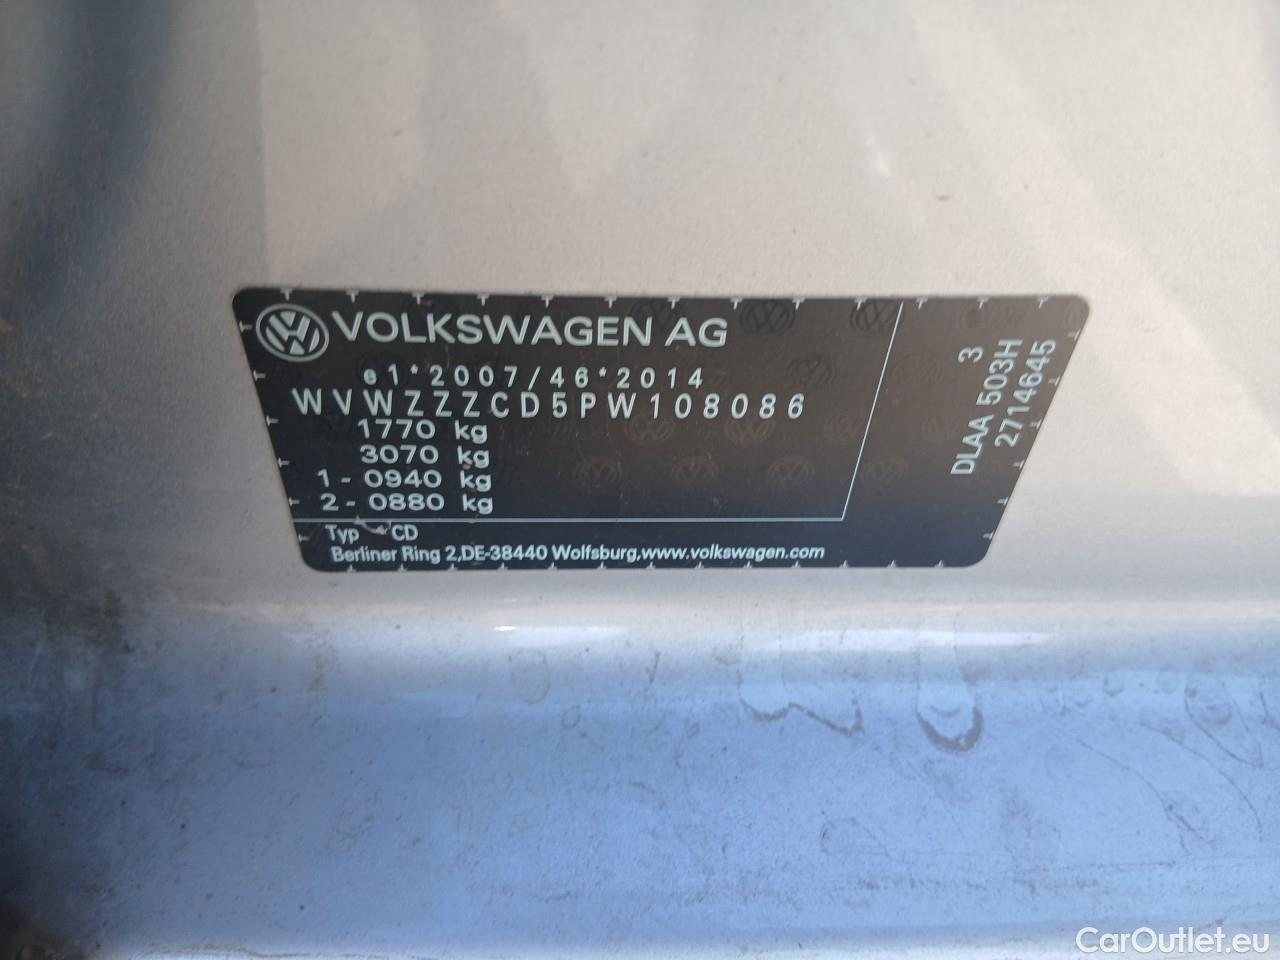 VOLKSWAGEN AG
e1*2007/46*2014
WVWZZZCD5PW108086
1770 kg
3070 kg
1 - 0940 kg
2 - 0880 kg
Typ CD
Berliner Ring 2,DE-38440 Wolfsburg,www.volkswagen.com
3
DLAA 503H
2714645
CarOutlet.eu